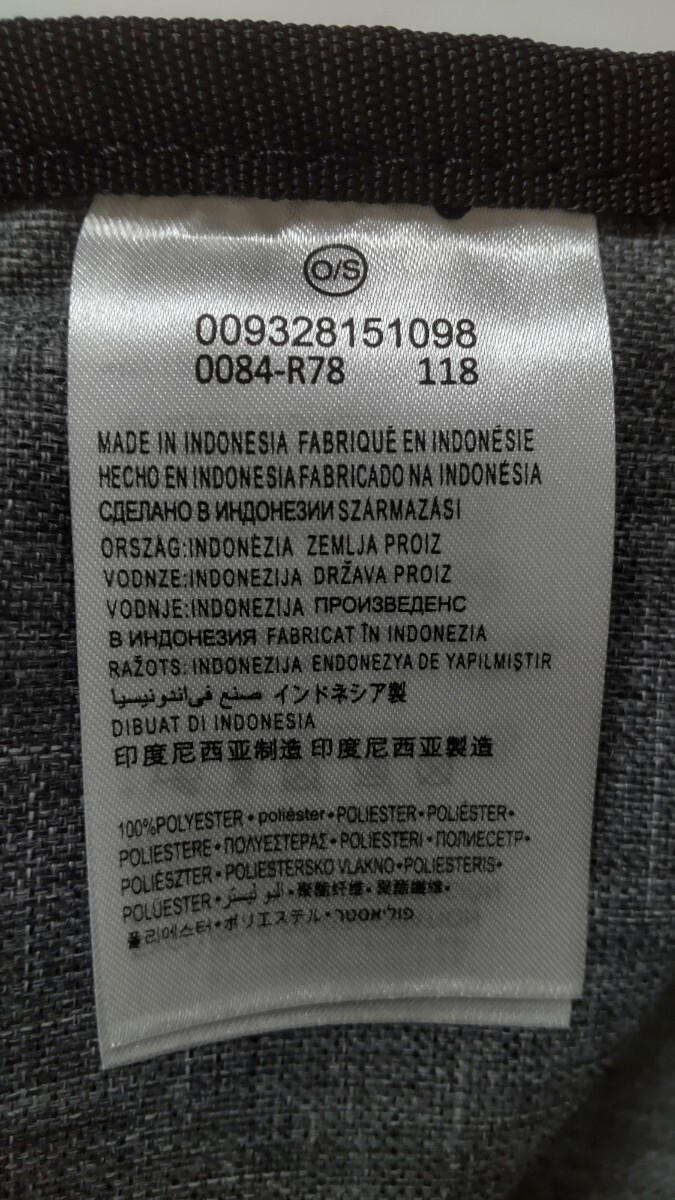 O/S
009328151098
0084-R78 118
MADE IN INDONESIA FABRIQUÉ EN INDONÉSIE
HECHO EN INDONESIA FABRICADO NA INDONÉSIA
СДЕЛАНО В ИНДОНЕЗИИ SZÁRMAZÁSI
ORSZÁG:INDONÉZIA ZEMLJA PROIZ
VODNZE:INDONEZIJA DRŽAVA PROIZ
VODNJE:INDONEZIJA ПРОИЗВЕДЕНС
В ИНДОНЕЗИЯ FABRICAT ÎN INDONEZIA
RAŽOTS: INDONEZIJA ENDONEZYA DE YAPILMIŞTIR
صنع في اندونيسيا インドネシア製
DIBUAT DI INDONESIA
印度尼西亚制造 印度尼西亚製造
100%POLYESTER • poliéster • POLIESTER • POLIÉSTER •
POLIESTERE • ΠΟΛΥΕΣΤΕΡΑΣ • POLIESTERI • ПОЛИЕСЕТР •
POLIÉSZTER • POLIESTERSKO VLAKNO • POLIESTERIS •
POLÜESTER • البوليستر • 聚酯纤维 • 聚酯纖維 •
폴리에스터 • ポリエステル • פוליאסטר